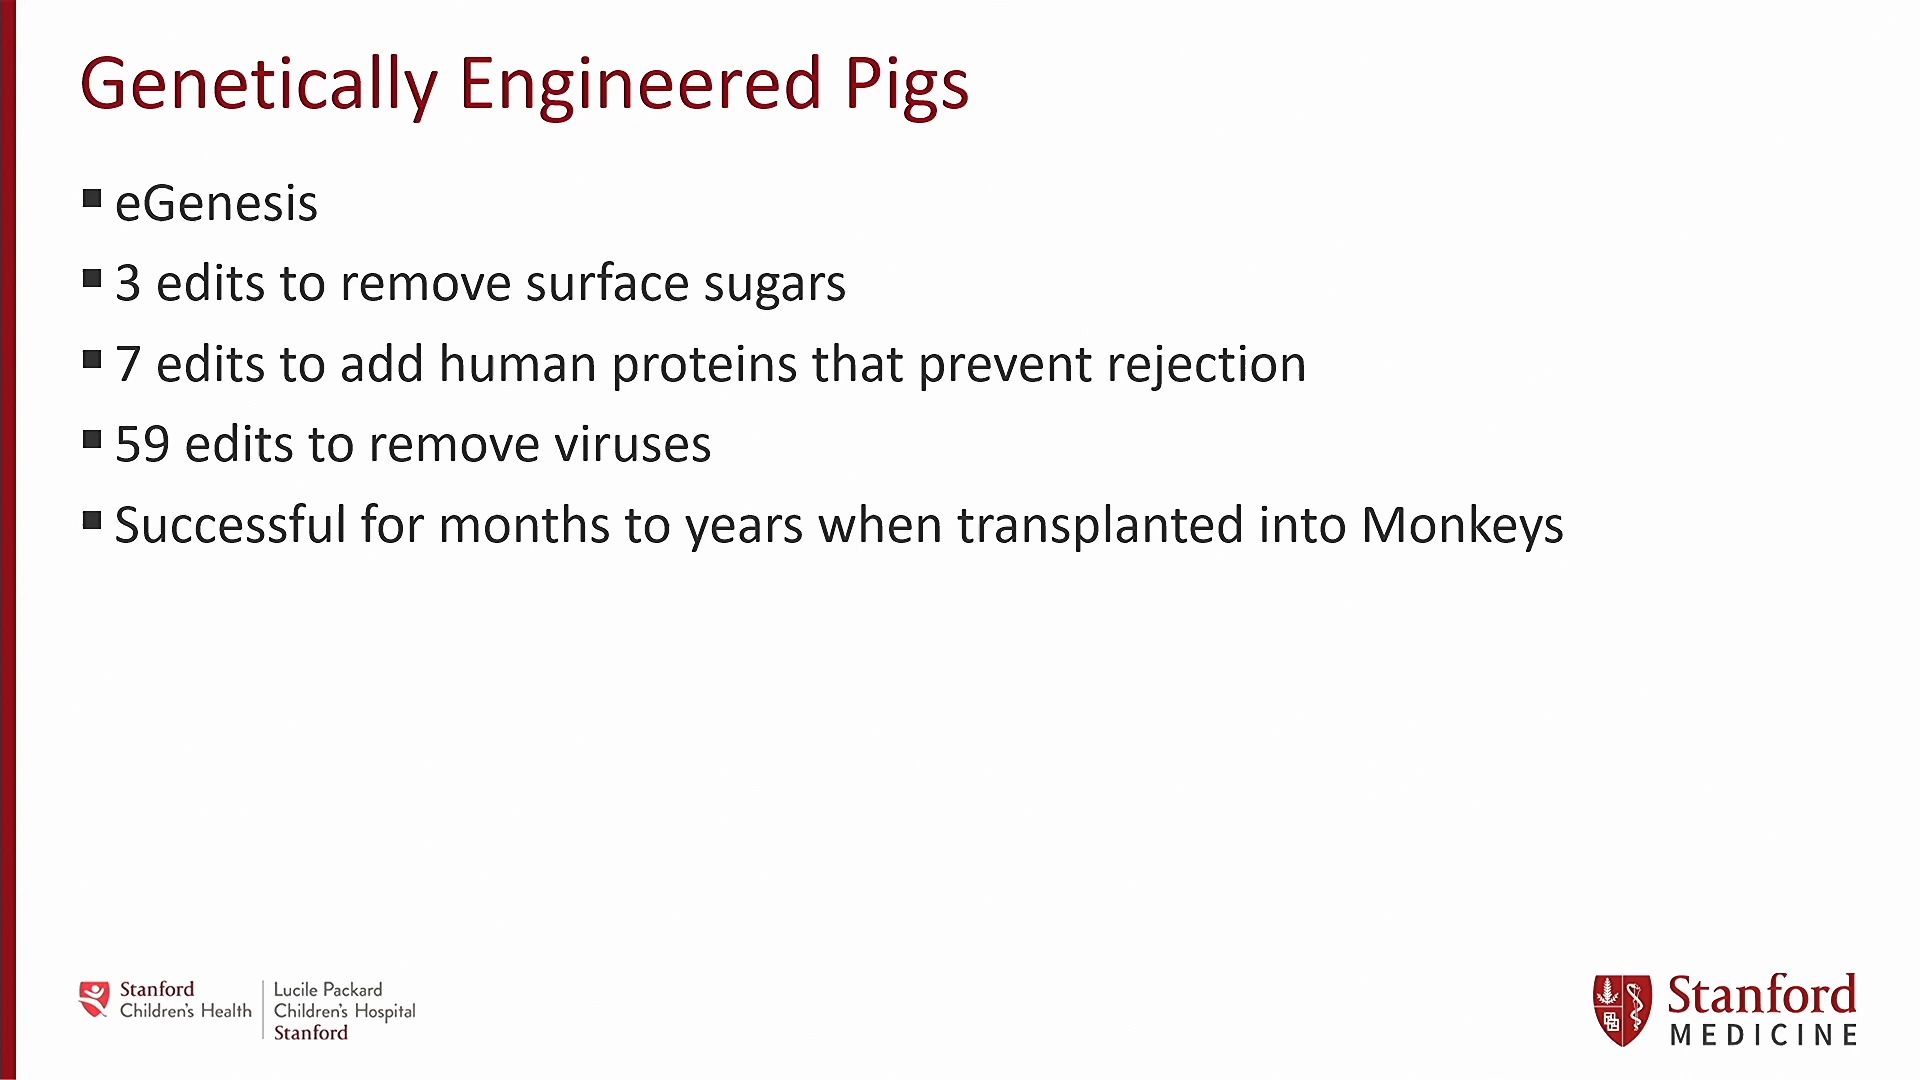 Genetically Engineered Pigs
▪ eGenesis
▪ 3 edits to remove surface sugars
▪ 7 edits to add human proteins that prevent rejection
▪ 59 edits to remove viruses
▪ Successful for months to years when transplanted into Monkeys
Stanford
Children's Health
Lucile Packard
Children's Hospital
Stanford
Stanford
MEDICINE